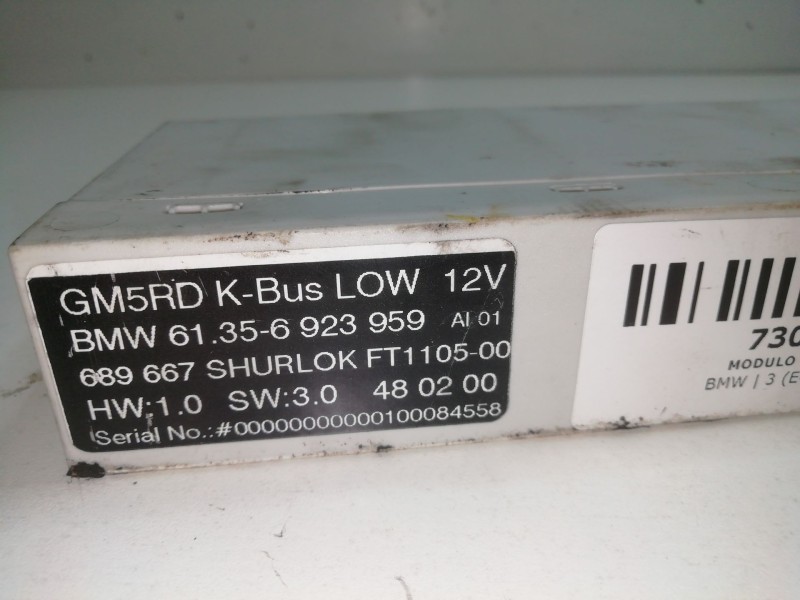 GM5RD K-Bus LOW 12V
BMW 61.35-6 923 959 AI 01
689 667 SHURLOK FT1105-00
HW:1.0 SW:3.0 48 02 00
Serial No.:#00000000000100084558
730
MODULO
BMW | 3 (E